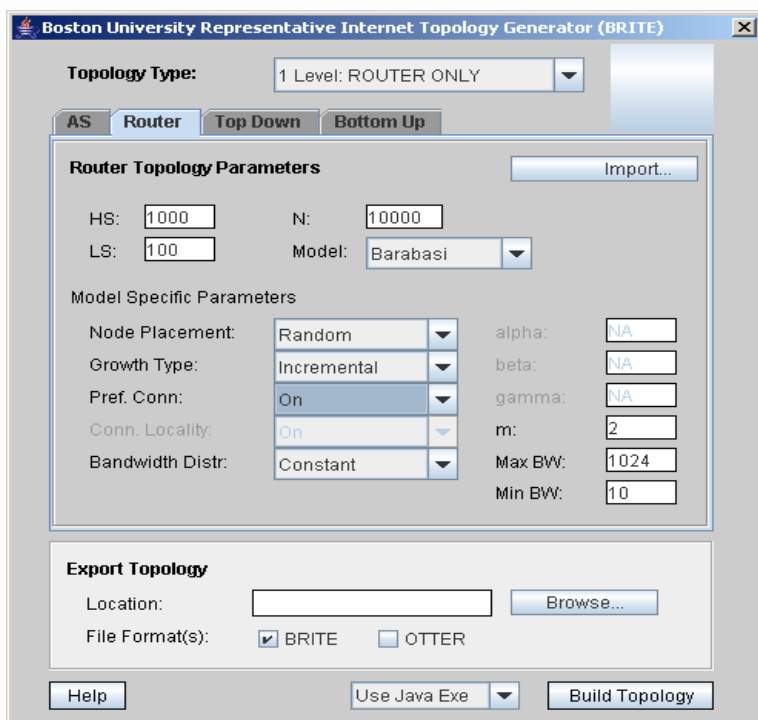 Boston University Representative Internet Topology Generator (BRITE)
Topology Type: 1 Level: ROUTER ONLY
AS Router Top Down Bottom Up
Router Topology Parameters Import...
HS: 1000 N: 10000
LS: 100 Model: Barabasi
Model Specific Parameters
Node Placement: Random alpha: NA
Growth Type: Incremental beta: NA
Pref. Conn: On gamma: NA
Conn. Locality: On m: 2
Bandwidth Distr: Constant Max BW: 1024
Min BW: 10
Export Topology
Location: Browse...
File Format(s): BRITE OTTER
Help Use Java Exe Build Topology